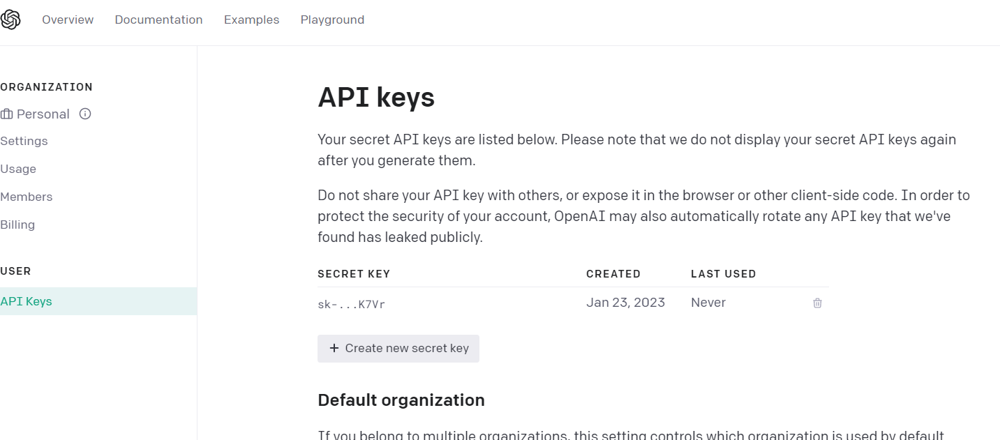 Overview Documentation Examples Playground
ORGANIZATION
Personal
Settings
Usage
Members
Billing
USER
API Keys
API keys
Your secret API keys are listed below. Please note that we do not display your secret API keys again
after you generate them.
Do not share your API key with others, or expose it in the browser or other client-side code. In order to
protect the security of your account, OpenAI may also automatically rotate any API key that we've
found has leaked publicly.
SECRET KEY CREATED LAST USED
sk-...K7Vr Jan 23, 2023 Never
+ Create new secret key
Default organization
If you belong to multiple organizations, this setting controls which organization is used by default